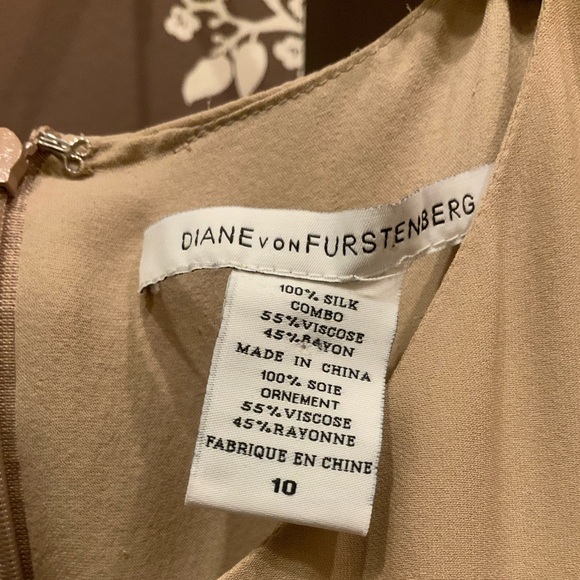 DIANE VON FURSTENBERG
100% SILK
COMBO
55%VISCOSE
45%RAYON
MADE IN CHINA
100% SOIE
ORNEMENT
55%VISCOSE
45%RAYONNE
FABRIQUE EN CHINE
10